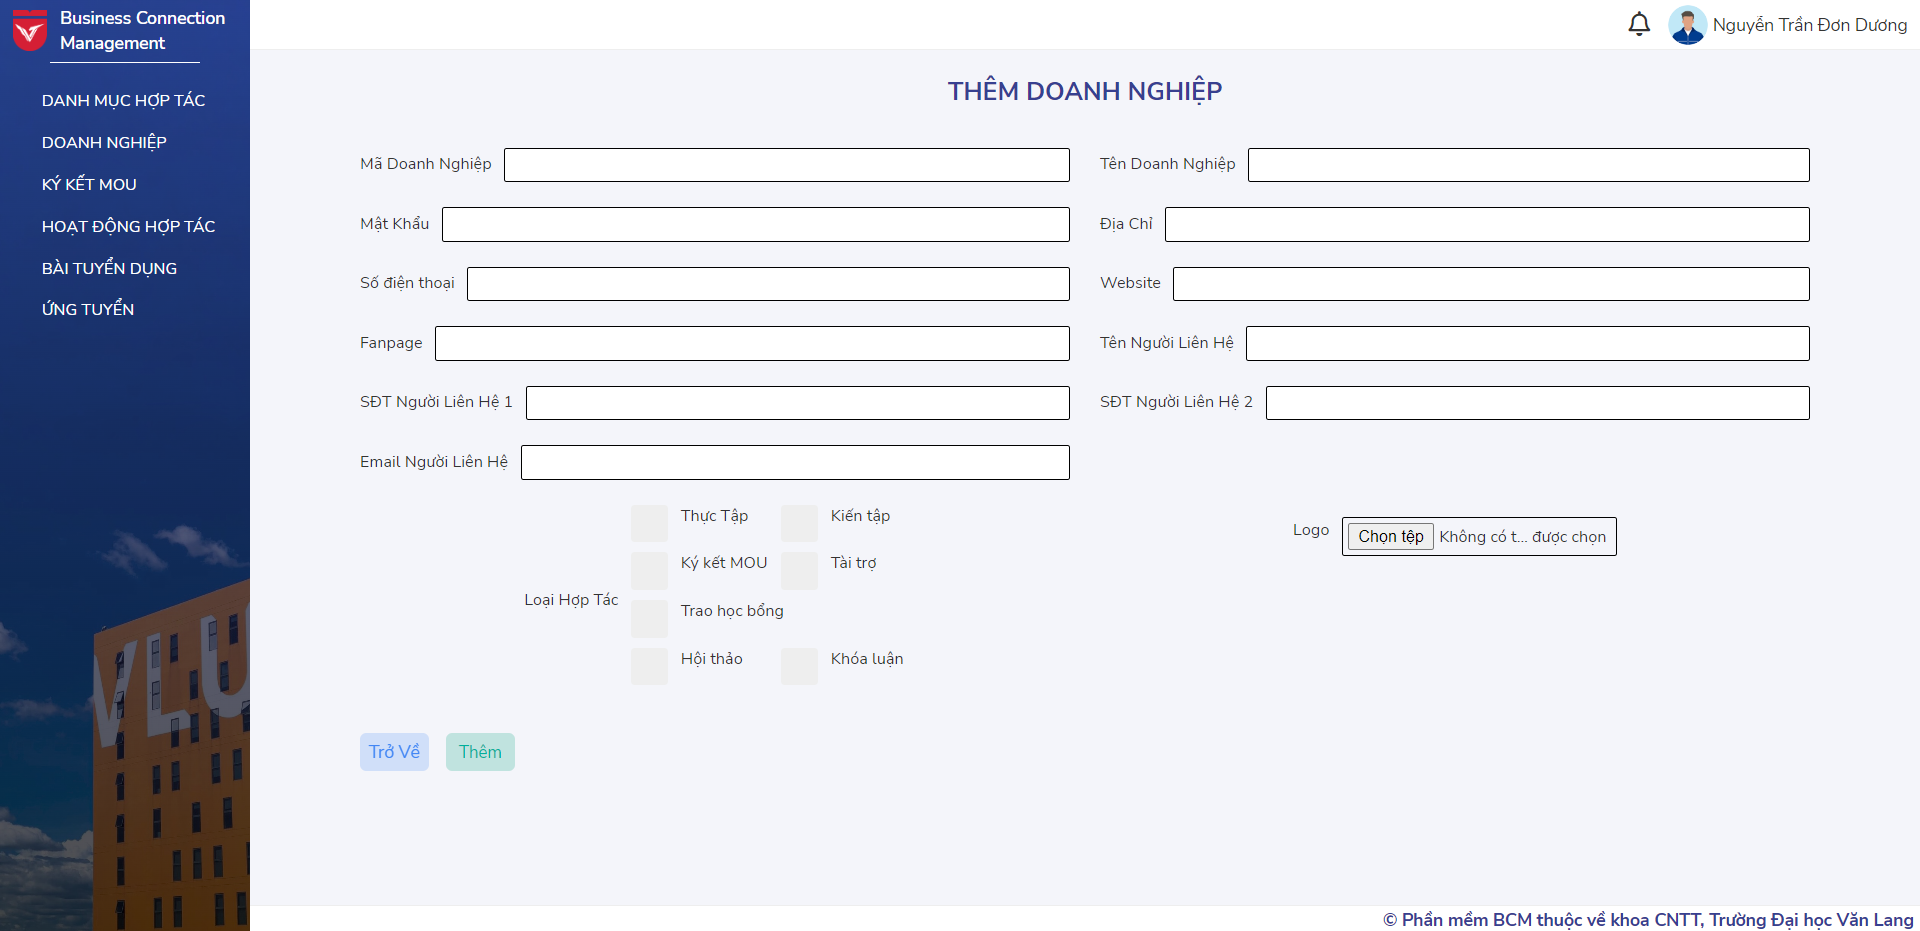 Business Connection
Management
DANH MỤC HỢP TÁC
DOANH NGHIỆP
KÝ KẾT MOU
HOẠT ĐỘNG HỢP TÁC
BÀI TUYỂN DỤNG
ỨNG TUYỂN
VLU
Nguyễn Trần Đơn Dương
THÊM DOANH NGHIỆP
Mã Doanh Nghiệp
Tên Doanh Nghiệp
Mật Khẩu
Địa Chỉ
Số điện thoại
Website
Fanpage
Tên Người Liên Hệ
SĐT Người Liên Hệ 1
SĐT Người Liên Hệ 2
Email Người Liên Hệ
Loại Hợp Tác
Thực Tập
Kiến tập
Ký kết MOU
Tài trợ
Trao học bổng
Hội thảo
Khóa luận
Logo
Chọn tệp Không có t... được chọn
Trở Về
Thêm
© Phần mềm BCM thuộc về khoa CNTT, Trường Đại học Văn Lang